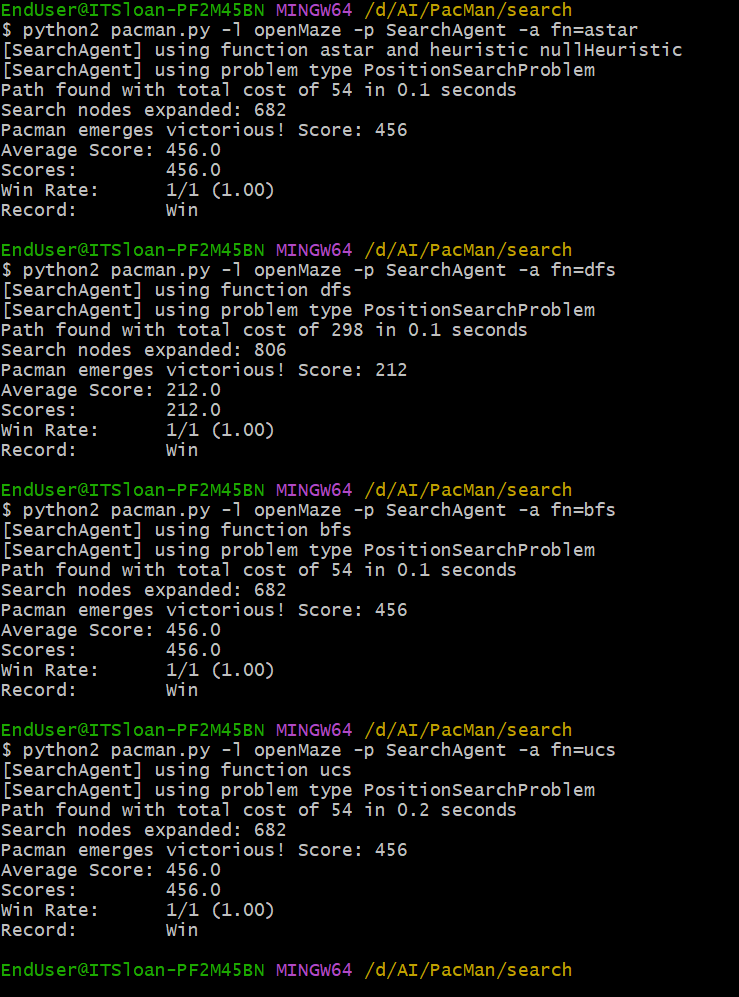 EndUser@ITSloan-PF2M45BN MINGW64 /d/AI/PacMan/search
$ python2 pacman.py -l openMaze -p SearchAgent -a fn=astar
[SearchAgent] using function astar and heuristic nullHeuristic
[SearchAgent] using problem type PositionSearchProblem
Path found with total cost of 54 in 0.1 seconds
Search nodes expanded: 682
Pacman emerges victorious! Score: 456
Average Score: 456.0
Scores:        456.0
Win Rate:      1/1 (1.00)
Record:        Win
EndUser@ITSloan-PF2M45BN MINGW64 /d/AI/PacMan/search
$ python2 pacman.py -l openMaze -p SearchAgent -a fn=dfs
[SearchAgent] using function dfs
[SearchAgent] using problem type PositionSearchProblem
Path found with total cost of 298 in 0.1 seconds
Search nodes expanded: 806
Pacman emerges victorious! Score: 212
Average Score: 212.0
Scores:        212.0
Win Rate:      1/1 (1.00)
Record:        Win
EndUser@ITSloan-PF2M45BN MINGW64 /d/AI/PacMan/search
$ python2 pacman.py -l openMaze -p SearchAgent -a fn=bfs
[SearchAgent] using function bfs
[SearchAgent] using problem type PositionSearchProblem
Path found with total cost of 54 in 0.1 seconds
Search nodes expanded: 682
Pacman emerges victorious! Score: 456
Average Score: 456.0
Scores:        456.0
Win Rate:      1/1 (1.00)
Record:        Win
EndUser@ITSloan-PF2M45BN MINGW64 /d/AI/PacMan/search
$ python2 pacman.py -l openMaze -p SearchAgent -a fn=ucs
[SearchAgent] using function ucs
[SearchAgent] using problem type PositionSearchProblem
Path found with total cost of 54 in 0.2 seconds
Search nodes expanded: 682
Pacman emerges victorious! Score: 456
Average Score: 456.0
Scores:        456.0
Win Rate:      1/1 (1.00)
Record:        Win
EndUser@ITSloan-PF2M45BN MINGW64 /d/AI/PacMan/search